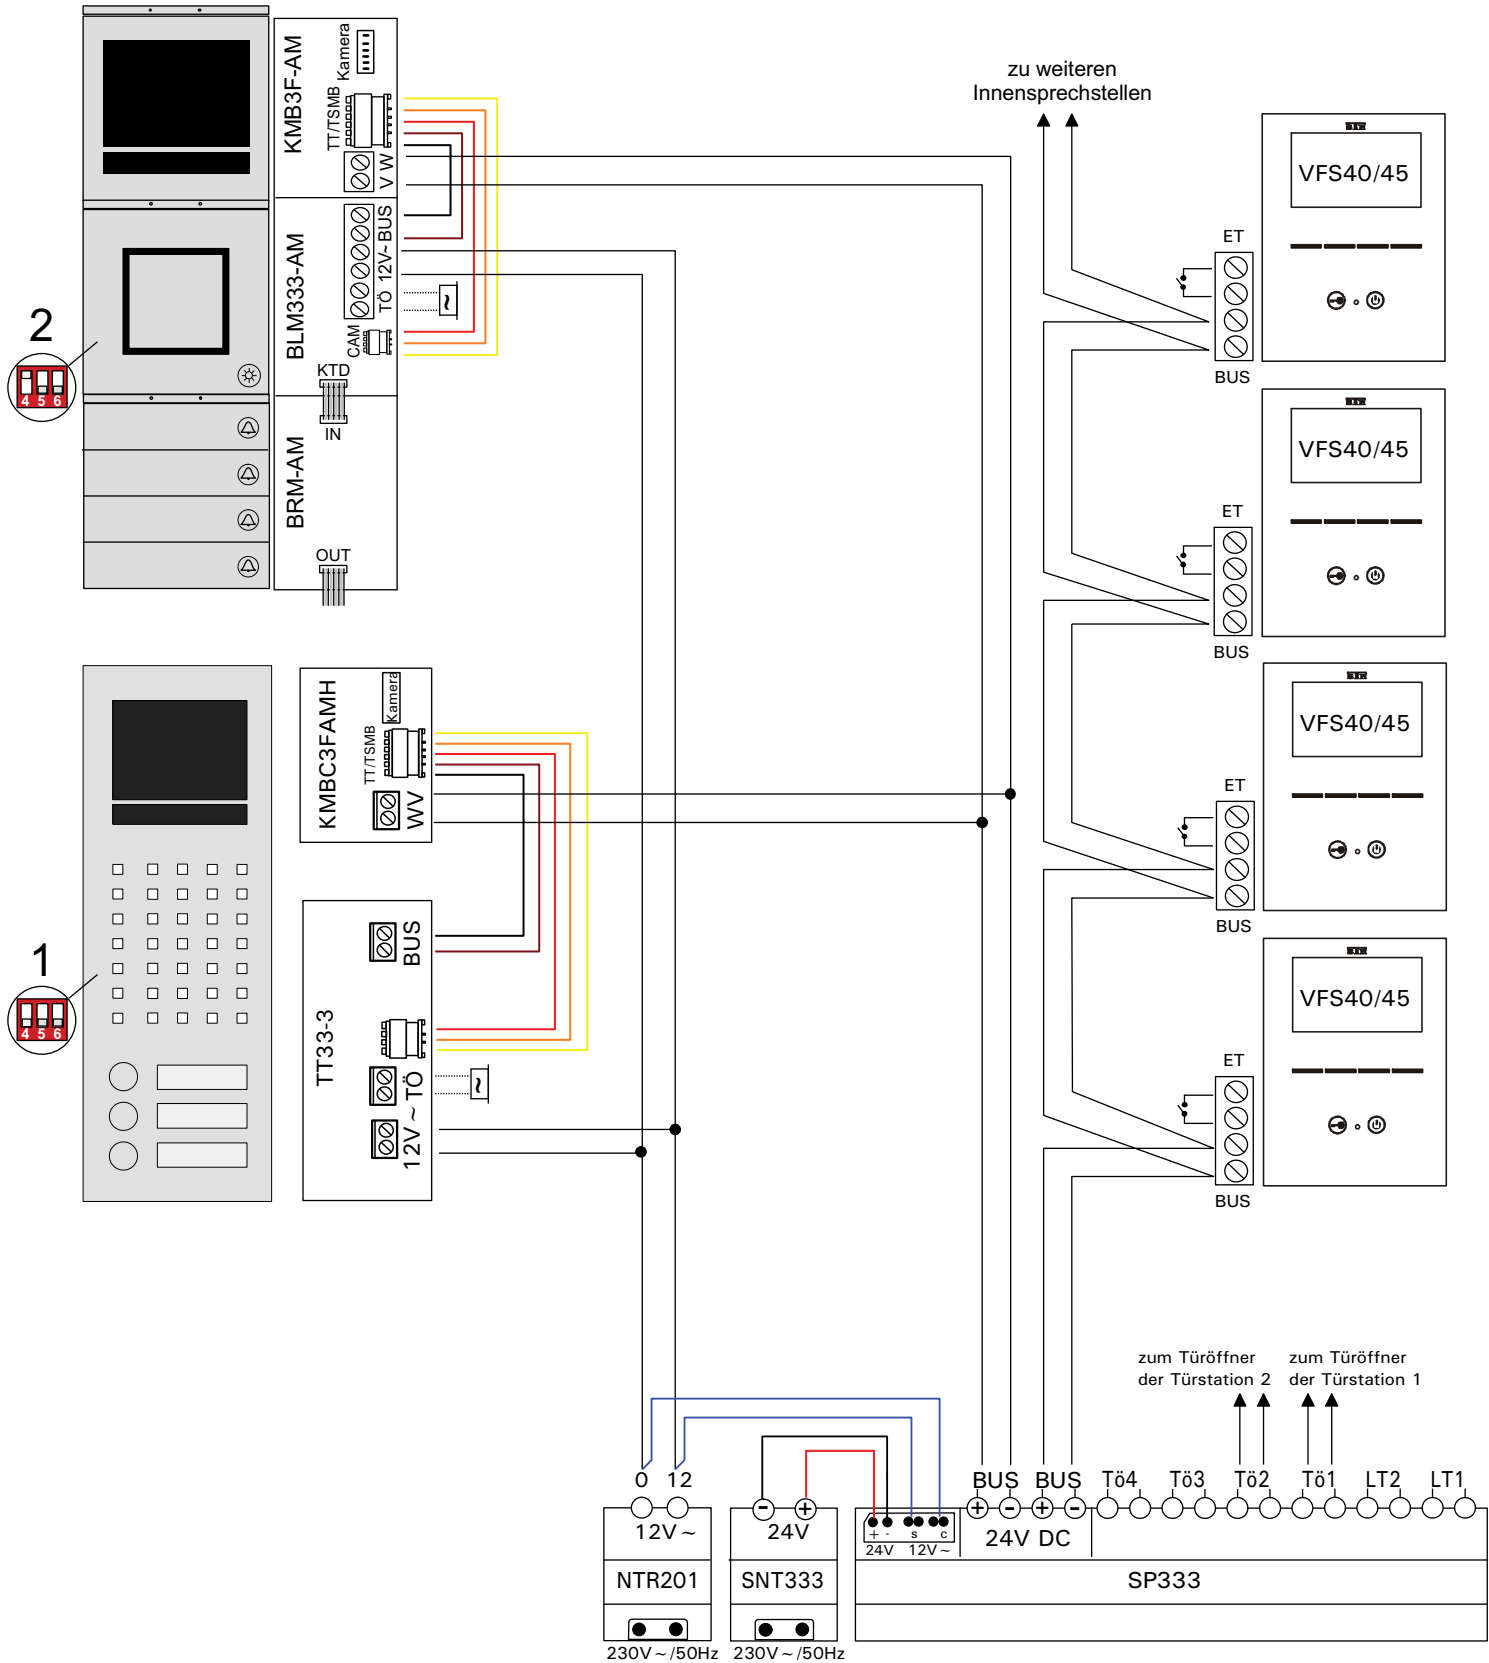 KMB3F-AM
Kamera
TT/TSMB
V W
BLM333-AM
TÖ 12V~ BUS
CAM
KTD
IN
BRM-AM
OUT
2
4 5 6
zu weiteren
Innensprechstellen
VFS40/45
ET
BUS
VFS40/45
ET
BUS
VFS40/45
ET
BUS
VFS40/45
ET
BUS
KMBC3FAMH
Kamera
TT/TSMB
WV
TT33-3
BUS
12V ~ TÖ
1
4 5 6
zum Türöffner
der Türstation 2
zum Türöffner
der Türstation 1
0 12
12V~
NTR201
230V~/50Hz
- +
24V
SNT333
230V~/50Hz
+ - s c
24V 12V~
BUS BUS
+ - + -
24V DC
Tö4 Tö3 Tö2 Tö1 LT2 LT1
SP333